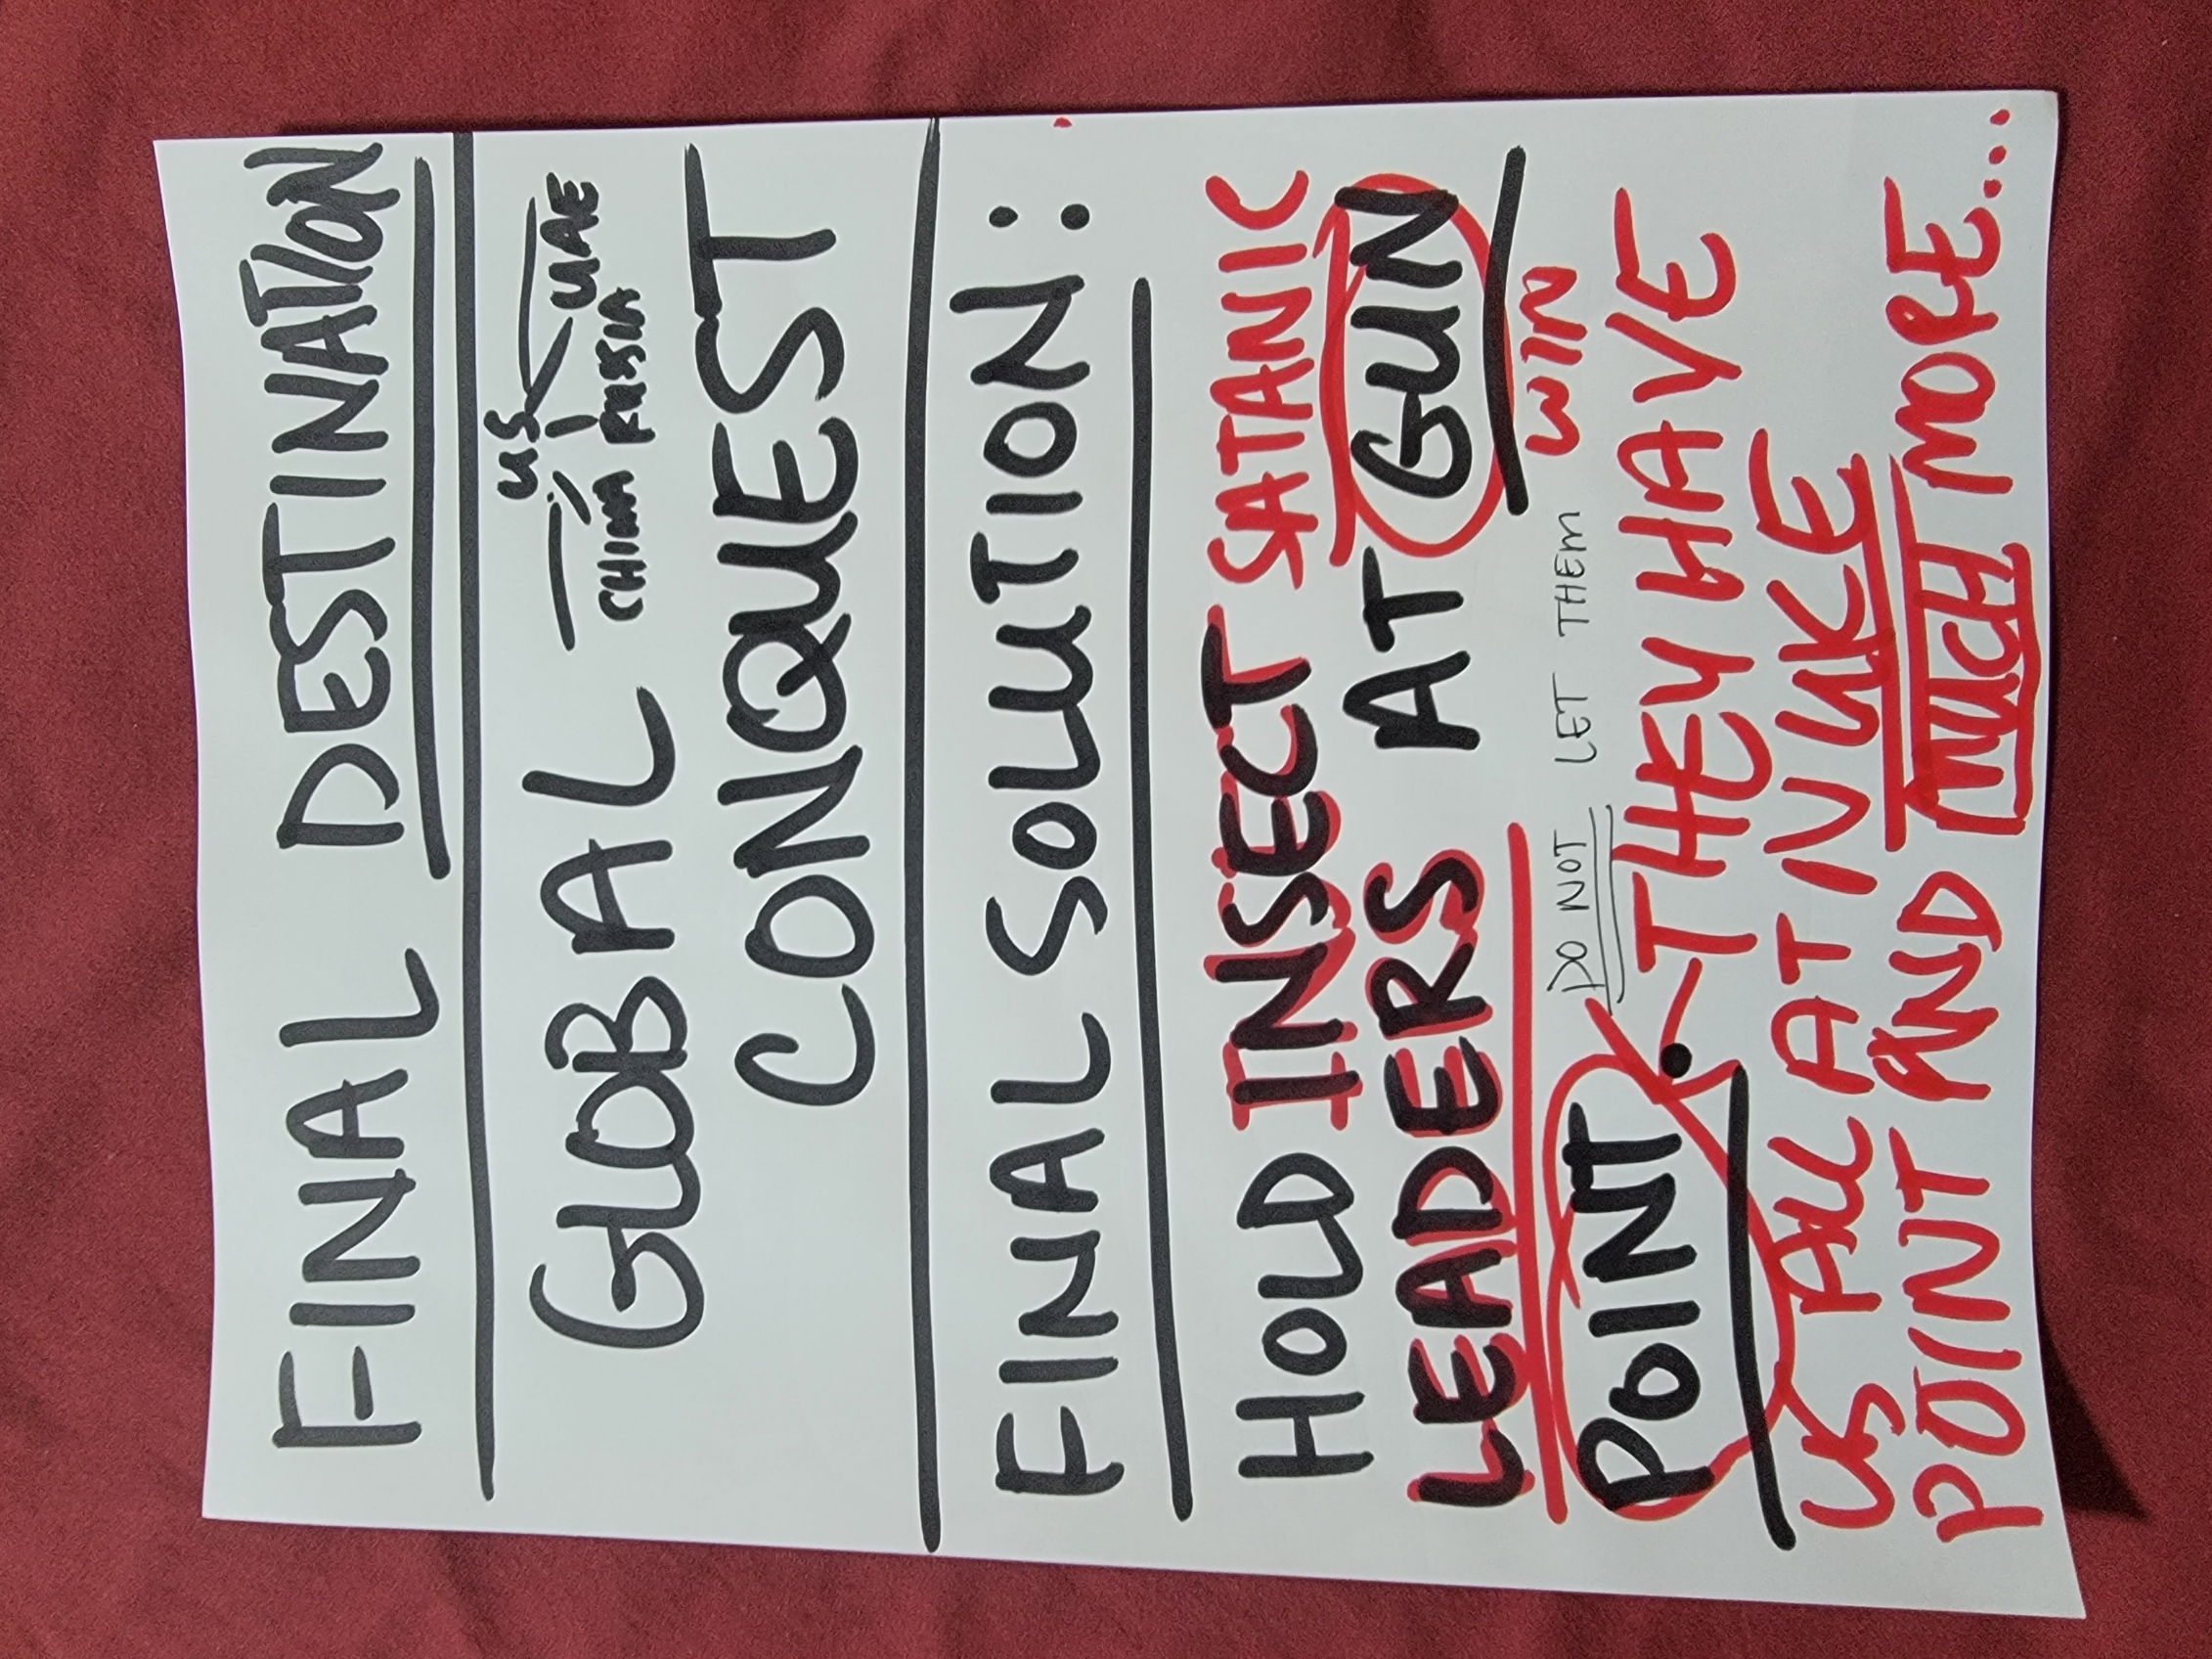 FINAL DESTINATION
US
GLOBAL
CHINA RUSSIA UAE
CONQUEST
FINAL SOLUTION:
HOLD INSECT SATANIC
LEADERS AT GUN
POINT. DO NOT LET THEM WIN
THEY HAVE
US ALL AT NUKE
POINT AND MUCH MORE...